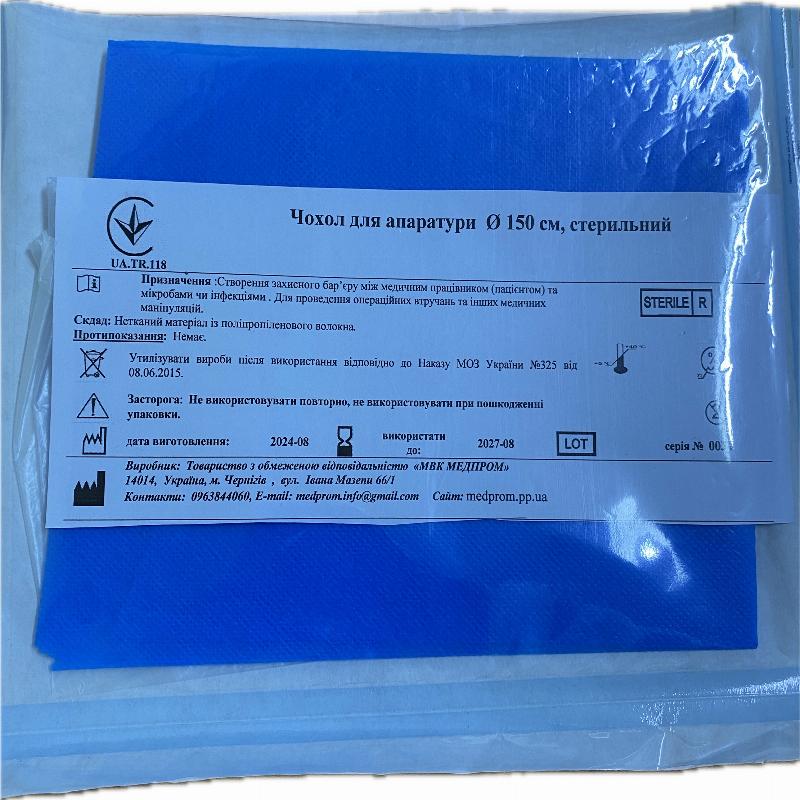 Чохол для апаратури Ø 150 см, стерильний
UA.TR.118
Призначення :Створення захисного бар’єру між медичним працівником (пацієнтом) та
мікробами чи інфекціями . Для проведення операційних втручань та інших медичних
маніпуляцій.
STERILE R
Склад: Нетканий матеріал із поліпропіленового волокна.
Протипоказання: Немає.
Утилізувати вироби після використання відповідно до Наказу МОЗ України №325 від
08.06.2015.
Засторога: Не використовувати повторно, не використовувати при пошкодженні
упаковки.
дата виготовлення: 2024-08 використати 2027-08 LOT серія №
до:
Виробник: Товариство з обмеженою відповідальністю «МВК МЕДПРОМ»
14014, Україна, м. Чернігів , вул. Івана Мазепи 66/1
Контакти: 0963844060, E-mail: medprom.info@gmail.com Сайт: medprom.pp.ua